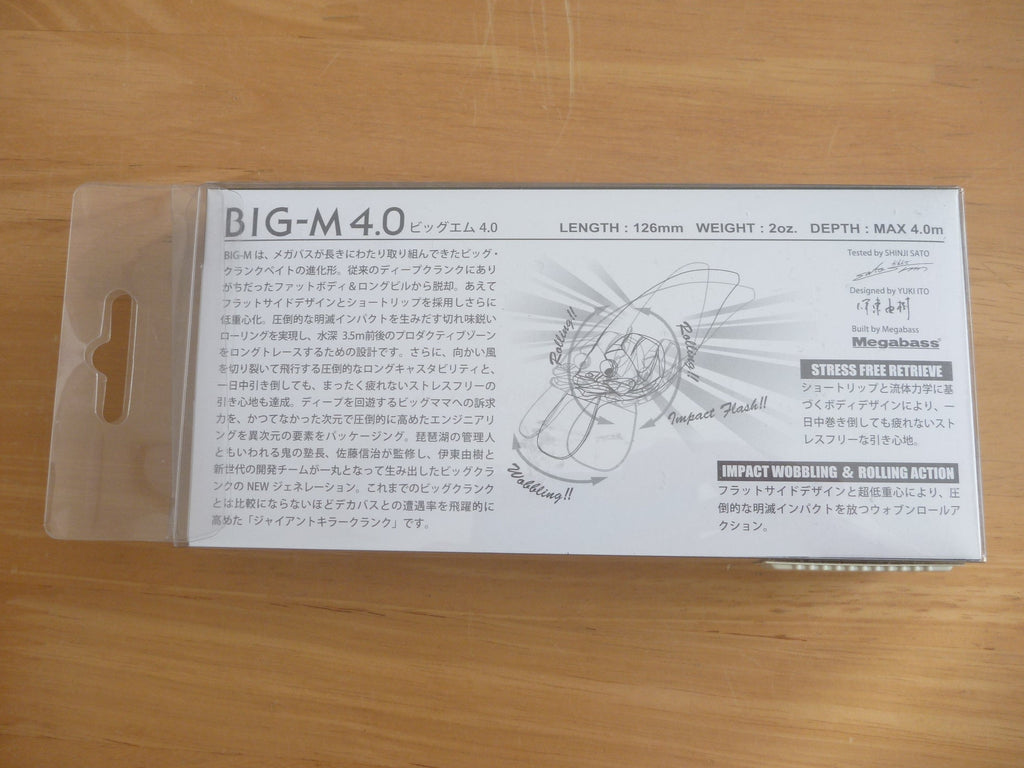 BIG-M 4.0 ビッグエム 4.0
LENGTH : 126mm WEIGHT : 2oz. DEPTH : MAX 4.0m
BIG-M は、メガバスが長きにわたり取り組んできたビッグ・
クランクベイトの進化形。従来のディープクランクにあり
がちだったファットボディ＆ロングビルから脱却。あえて
フラットサイドデザインとショートリップを採用しさらに
低重心化。圧倒的な明滅インパクトを生みだす切れ味鋭い
ローリングを実現し、水深 3.5m前後のプロダクティブゾーン
をロングトレースするための設計です。さらに、向かい風
を切り裂いて飛行する圧倒的なロングキャスタビリティと、
一日中引き倒しても、まったく疲れないストレスフリーの
引き心地も達成。ディープを回遊するビッグママへの訴求
力を、かつてなかった次元で圧倒的に高めたエンジニアリ
ングを異次元の要素をパッケージング。琵琶湖の管理人
ともいわれる鬼の塾長、佐藤信治が監修し、伊東由樹と
新世代の開発チームが一丸となって生み出したビッグクラ
ンクの NEW ジェネレーション。これまでのビッグクランク
とは比較にならないほどデカバスとの遭遇率を飛躍的に
高めた「ジャイアントキラークランク」です。
Rolling!!
Rolling!!
Impact Flash!!
Wobbling!!
Tested by SHINJI SATO
Designed by YUKI ITO
伊東由樹
Built by Megabass
Megabass®
STRESS FREE RETRIEVE
ショートリップと流体力学に基
づくボディデザインにより、一
日中巻き倒しても疲れないスト
レスフリーな引き心地。
IMPACT WOBBLING & ROLLING ACTION
フラットサイドデザインと超低重心により、圧
倒的な明滅インパクトを放つウォブンロールア
クション。